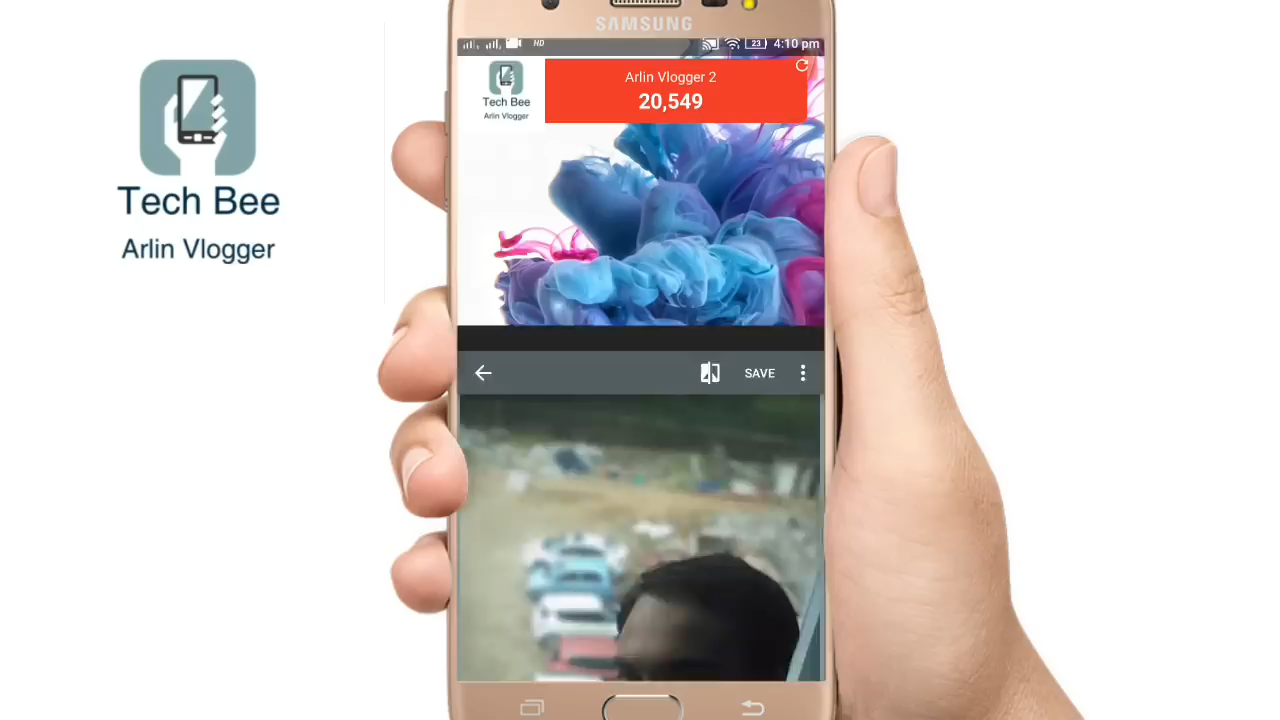 SAMSUNG
HD
23
4:10 pm
Tech Bee
Arlin Vlogger
Arlin Vlogger 2
20,549
Tech Bee
Arlin Vlogger
SAVE